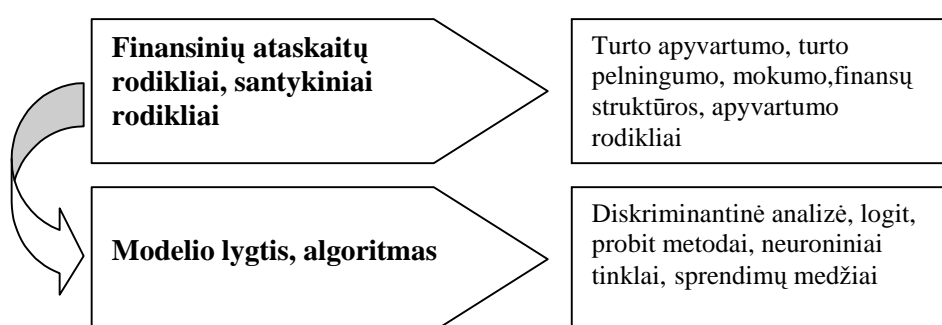 Finansinių ataskaitų
rodikliai, santykiniai
rodikliai
Turto apyvartumo, turto
pelningumo, mokumo,finansų
struktūros, apyvartumo
rodikliai
Modelio lygtis, algoritmas
Diskriminantinė analizė, logit,
probit metodai, neuroniniai
tinklai, sprendimų medžiai